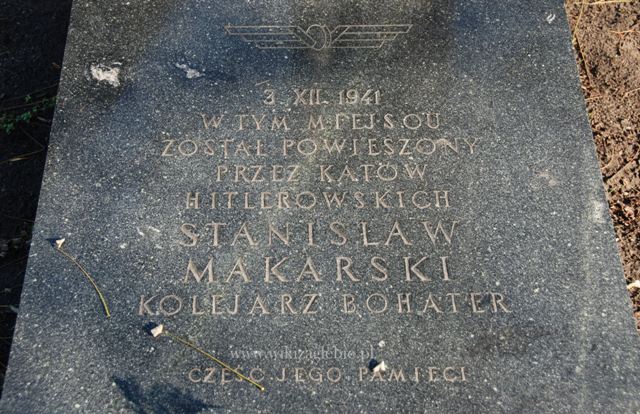 3 XII. 1941
W TYM MIEJSCU
ZOSTAŁ POWIESZONY
PRZEZ KATÓW
HITLEROWSKICH
STANISŁAW
MAKARSKI
KOLEJARZ BOHATER
www.wikizaglebie.pl
CZEŚĆ JEGO PAMIĘCI